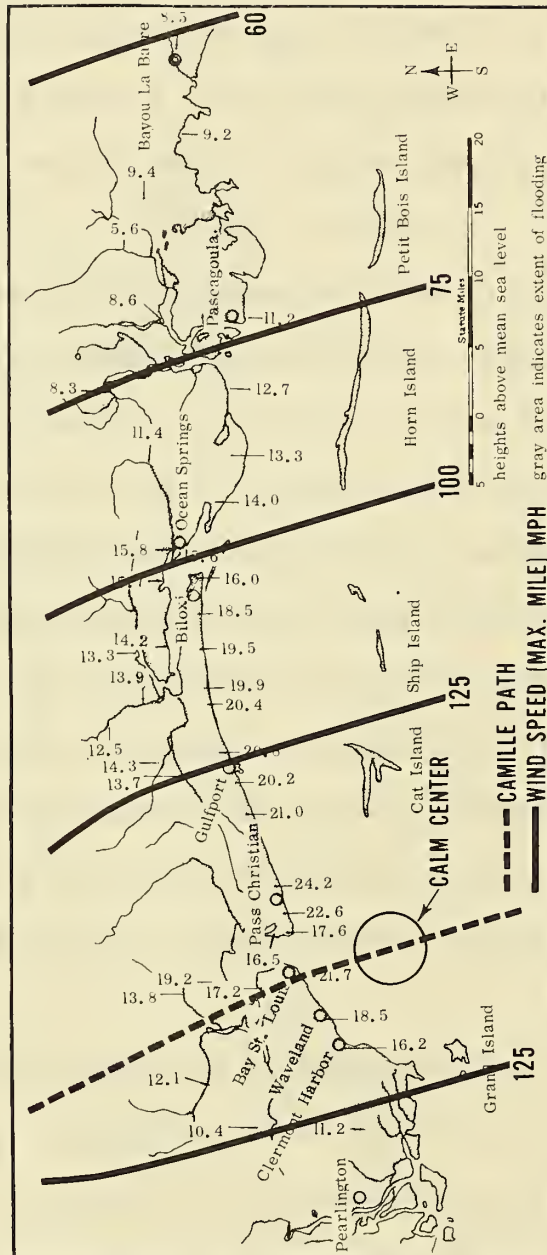 8.5
Bayou La Batre
60
9.4
9.2
5.6
8.6
Pascagoula
11.2
75
8.3
11.4
12.7
13.3
14.0
Ocean Springs
15.8
100
Biloxi
16.0
18.5
19.5
19.9
20.4
14.2
13.3
13.9
12.5
14.3
13.7
Gulfport
20.2
21.0
125
Pass Christian
24.2
22.6
17.6
16.5
19.2
17.2
13.8
21.7
Bay St. Louis
Waveland
18.5
Clermont Harbor
16.2
12.1
10.4
11.2
Pearlington
125
Grand Island
Cat Island
Ship Island
Horn Island
Petit Bois Island
CALM CENTER
N
W E
S
Statute Miles
5 0 5 10 15 20
heights above mean sea level
gray area indicates extent of flooding
CAMILLE PATH
WIND SPEED (MAX. MILE) MPH